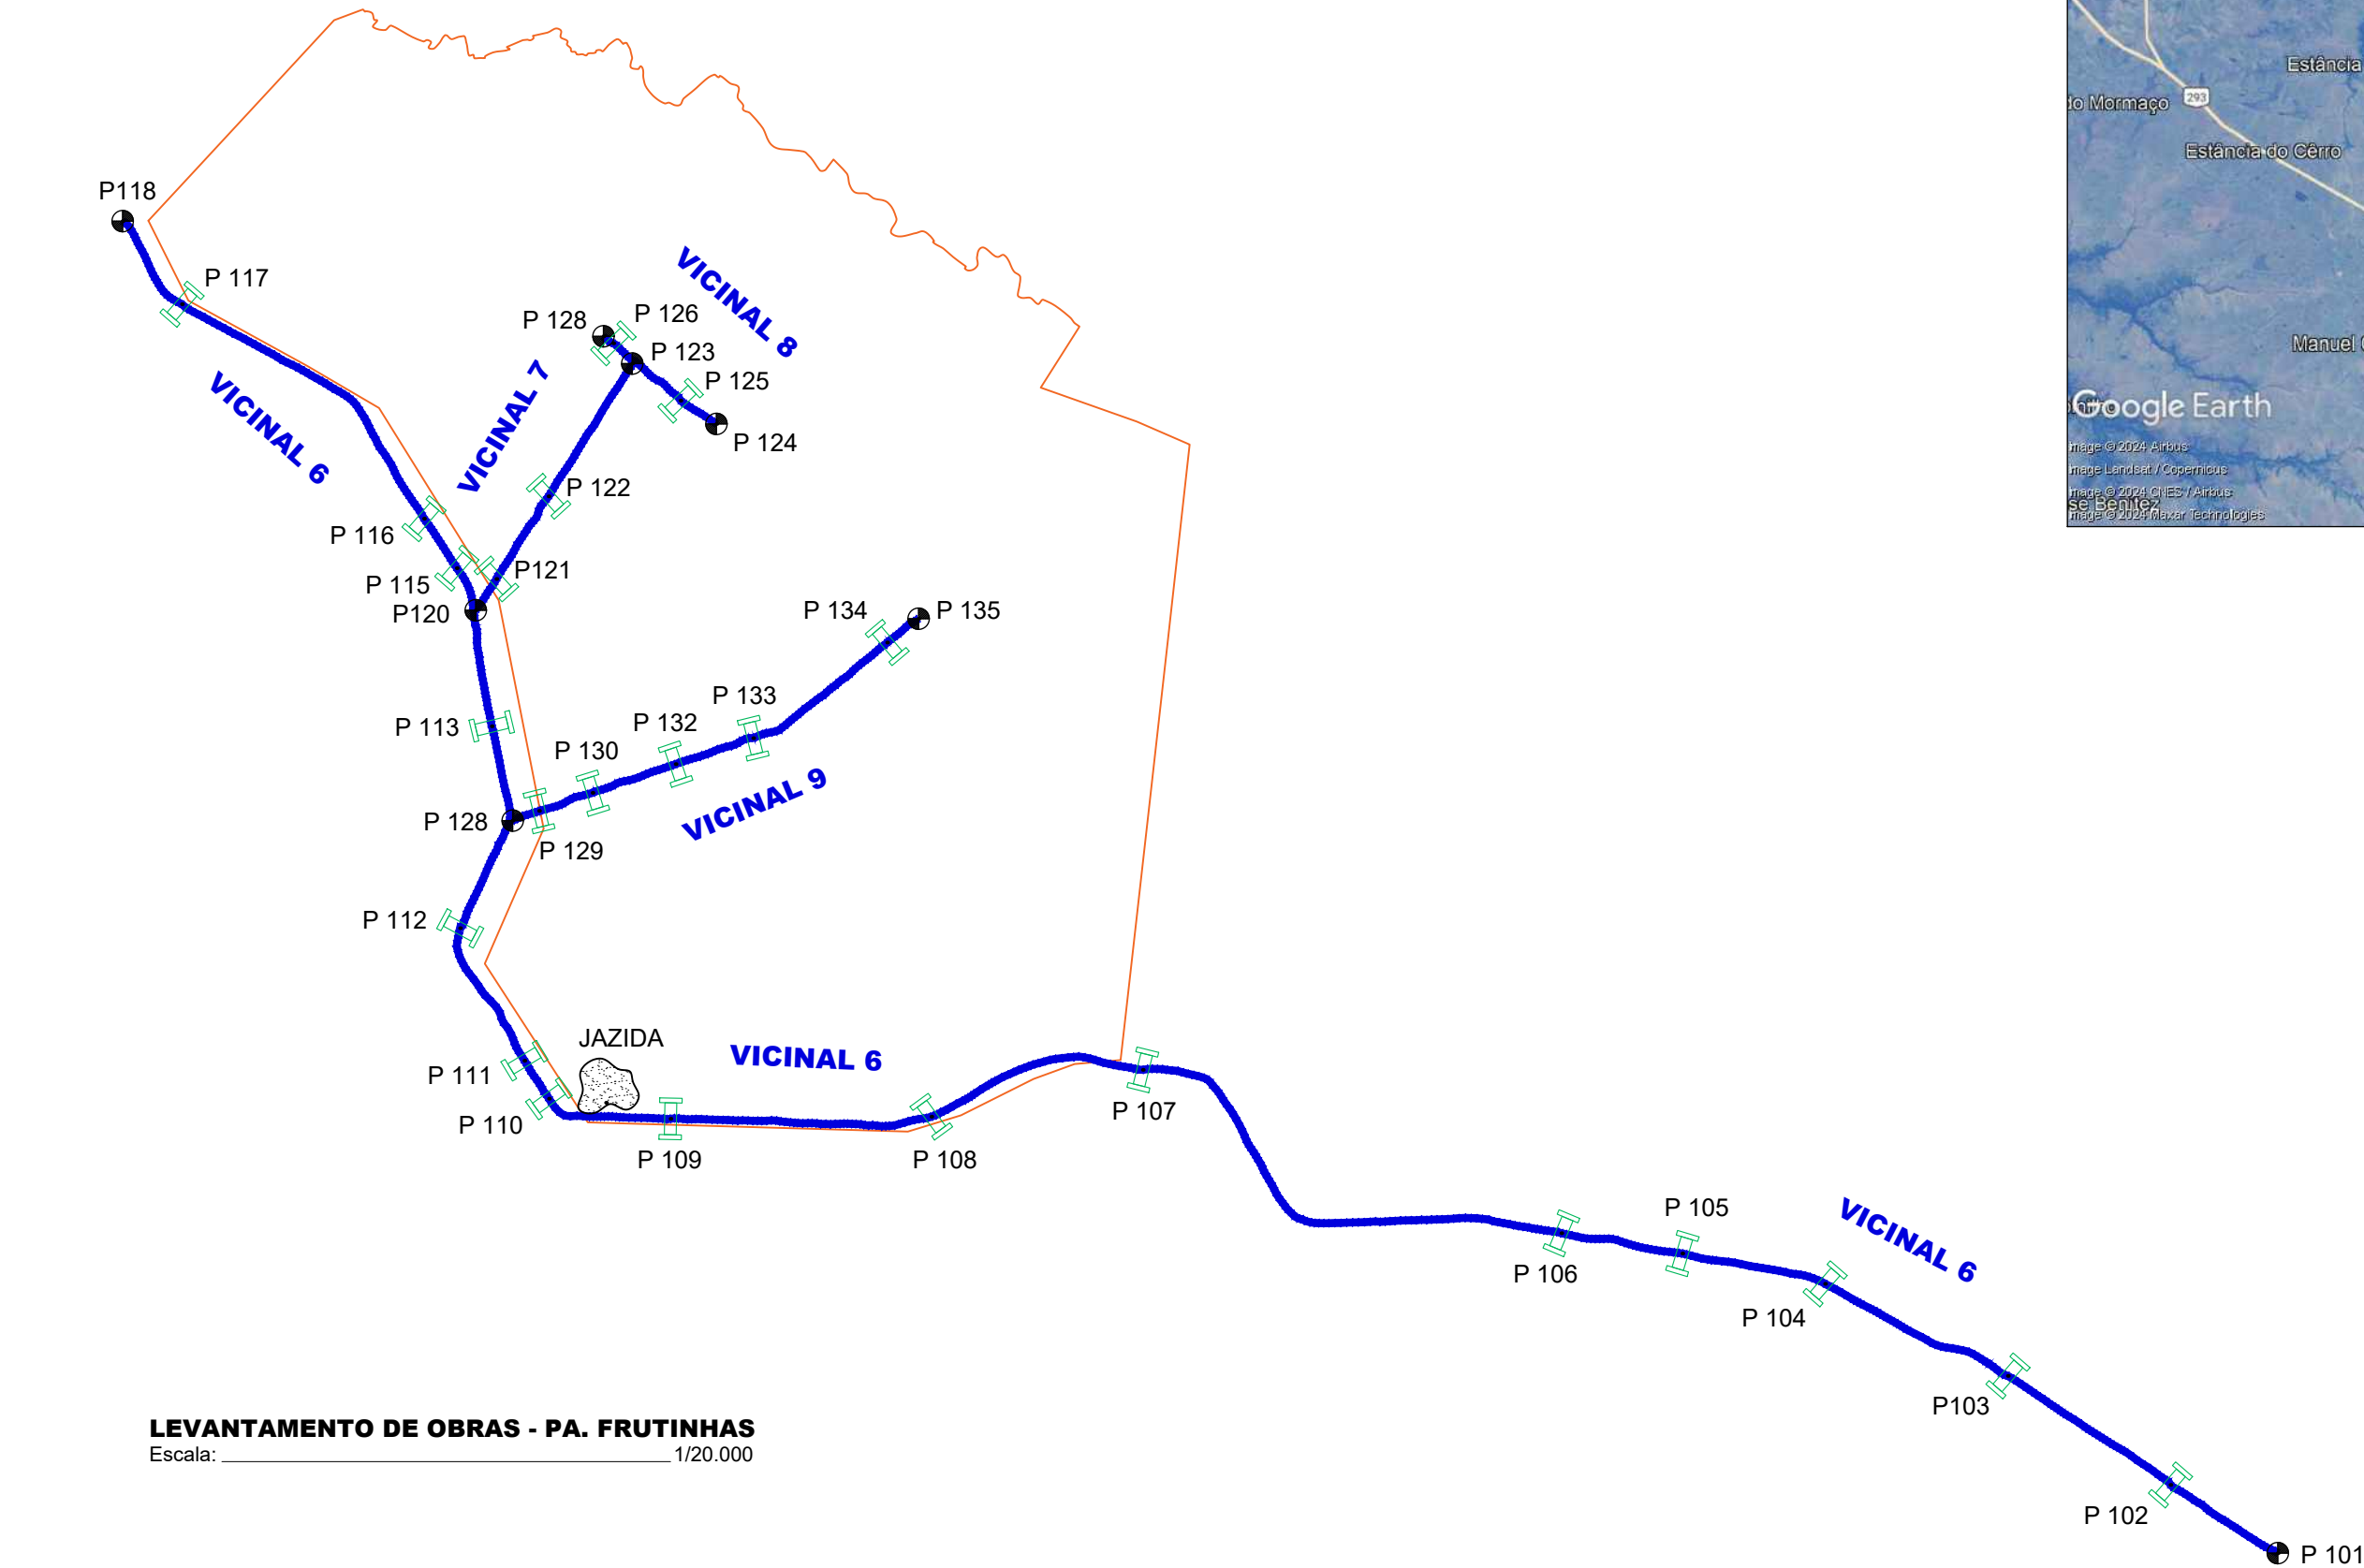 Estância
do Mormaço
293
Estância do Cêrro
P118
P 117
VICINAL 8
P 128
P 126
P 123
Manuel
VICINAL 6
VICINAL 7
P 125
P 124
Google Earth
Image © 2024 Airbus
Image Landsat / Copernicus
Image © 2024 CNES / Airbus
se Benitez
Image © 2024 Maxar Technologies
P 122
P 116
P 115
P121
P120
P 134
P 135
P 133
P 132
P 113
P 130
VICINAL 9
P 128
P 129
P 112
JAZIDA
VICINAL 6
P 111
P 110
P 107
P 109
P 108
P 105
VICINAL 6
P 106
P 104
P103
LEVANTAMENTO DE OBRAS - PA. FRUTINHAS
Escala: 1/20.000
P 102
P 101